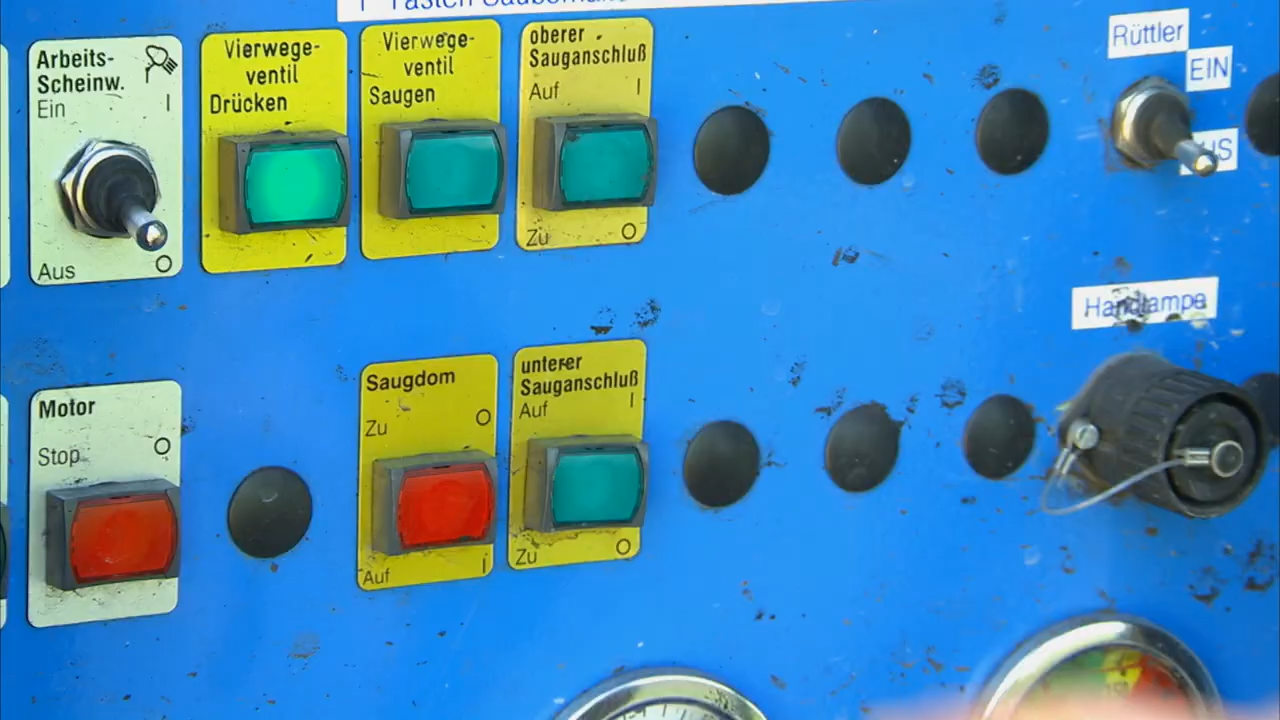 Arbeits-
Scheinw.
Ein I
Aus O
Vierwege-
ventil
Drücken
Vierwege-
ventil
Saugen
oberer
Sauganschluß
Auf I
Zu O
Rüttler
EIN
Handlampe
Motor
Stop O
Saugdom
Zu O
Auf I
unterer
Sauganschluß
Auf I
Zu O